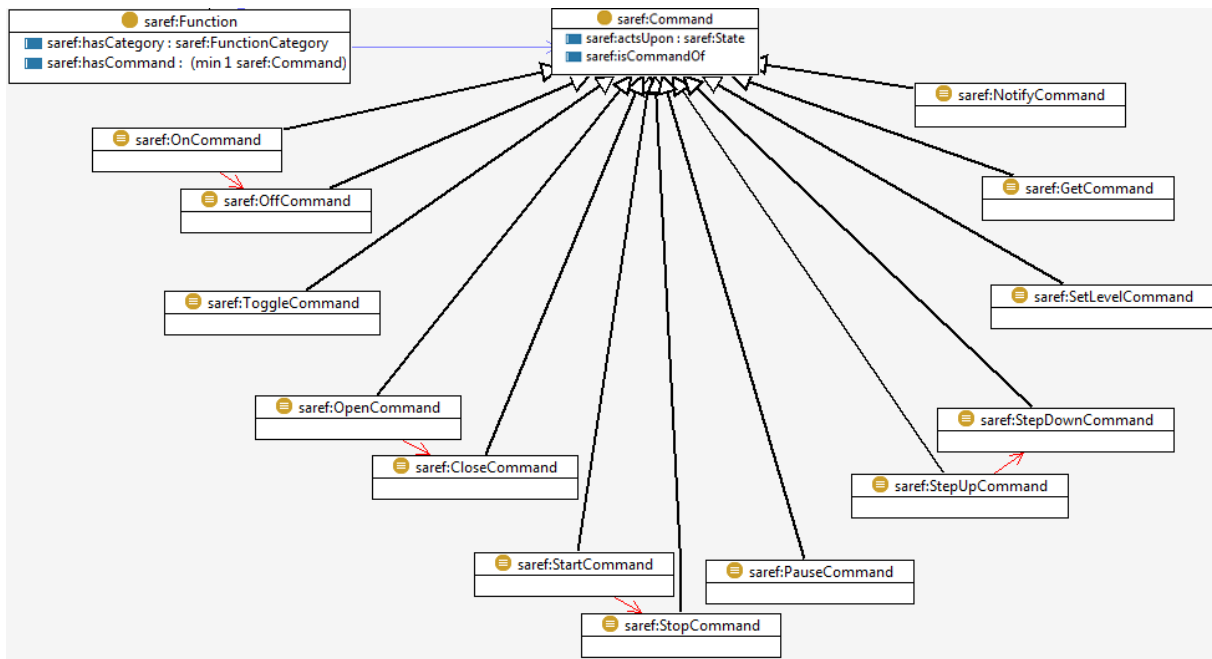 saref:Function
saref:hasCategory : saref:FunctionCategory
saref:hasCommand : (min 1 saref:Command)
saref:Command
saref:actsUpon : saref:State
saref:isCommandOf
saref:NotifyCommand
saref:OnCommand
saref:OffCommand
saref:GetCommand
saref:ToggleCommand
saref:SetLevelCommand
saref:OpenCommand
saref:CloseCommand
saref:StepDownCommand
saref:StepUpCommand
saref:StartCommand
saref:PauseCommand
saref:StopCommand